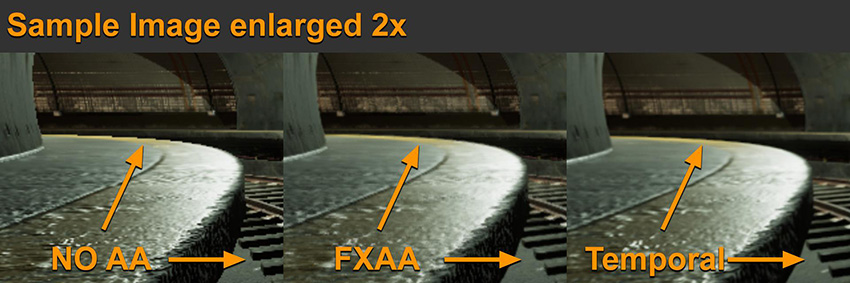 Sample Image enlarged 2x
NO AA
FXAA
Temporal